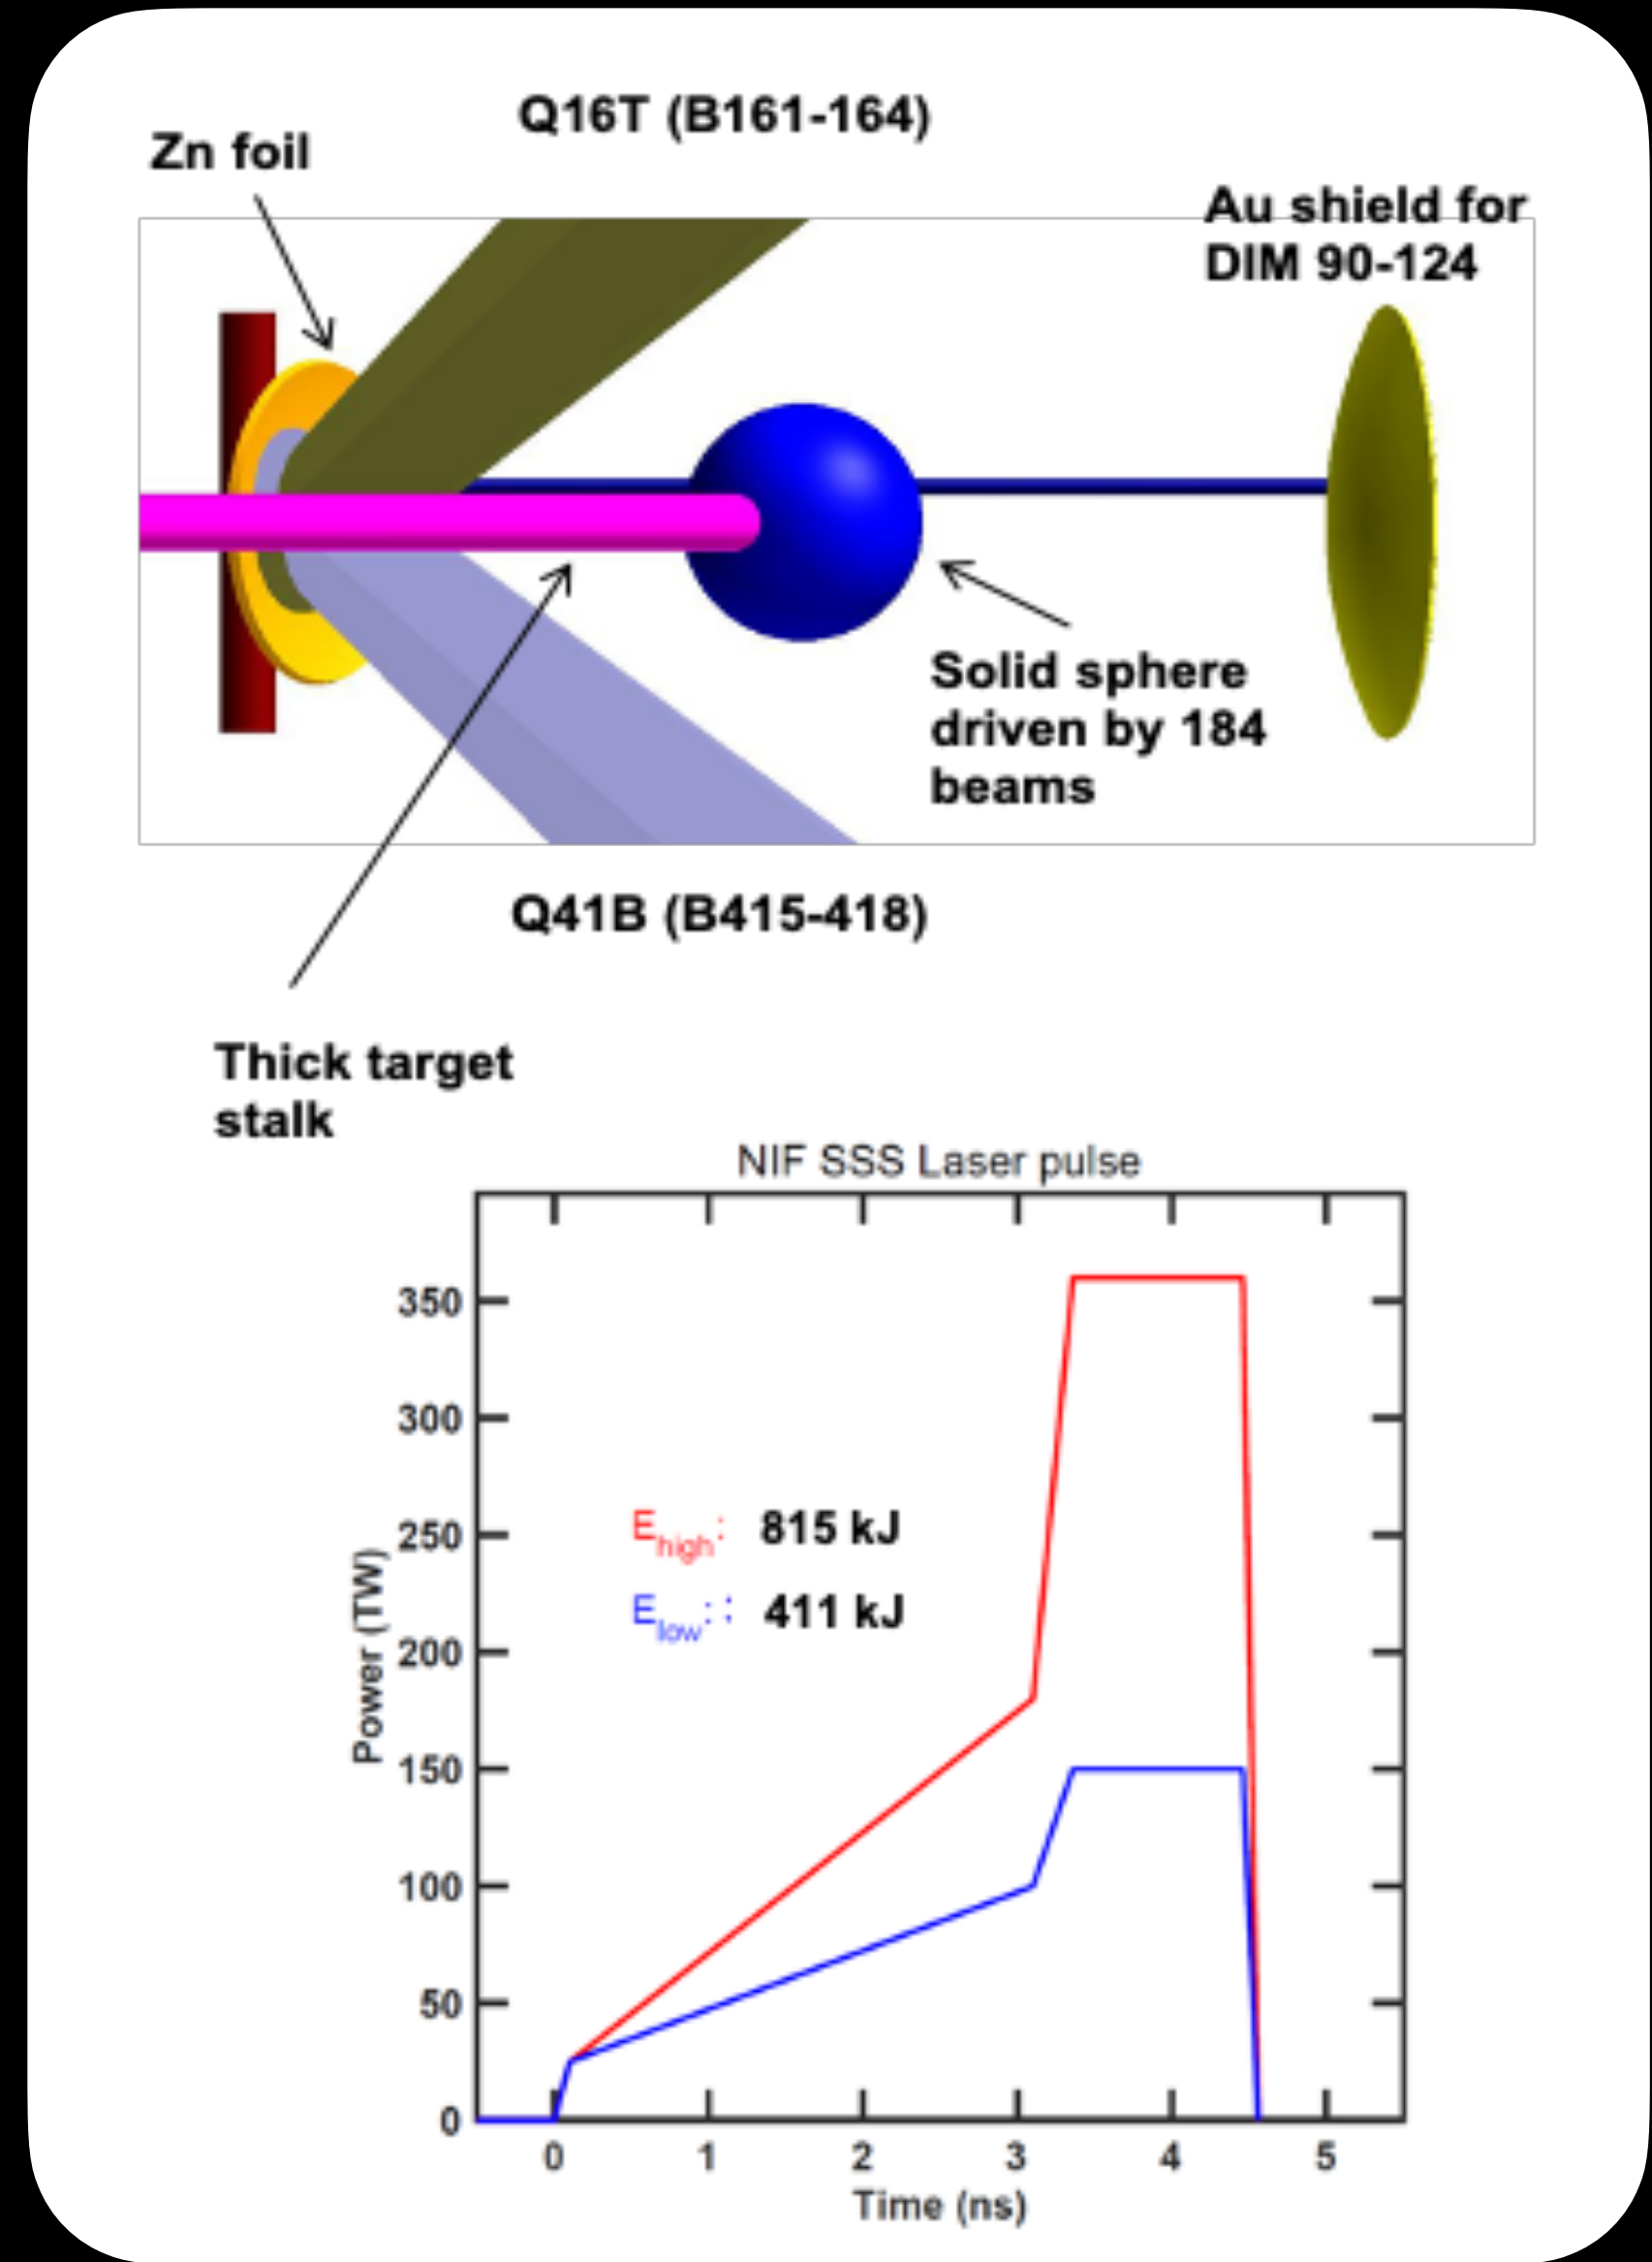 Q16T (B161-164)
Zn foil
Au shield for
DIM 90-124
Solid sphere
driven by 184
beams
Q41B (B415-418)
Thick target
stalk
NIF SSS Laser pulse
350
300
250
200
150
100
50
0
Power (TW)
Ehigh: 815 kJ
Elow: : 411 kJ
0 1 2 3 4 5
Time (ns)